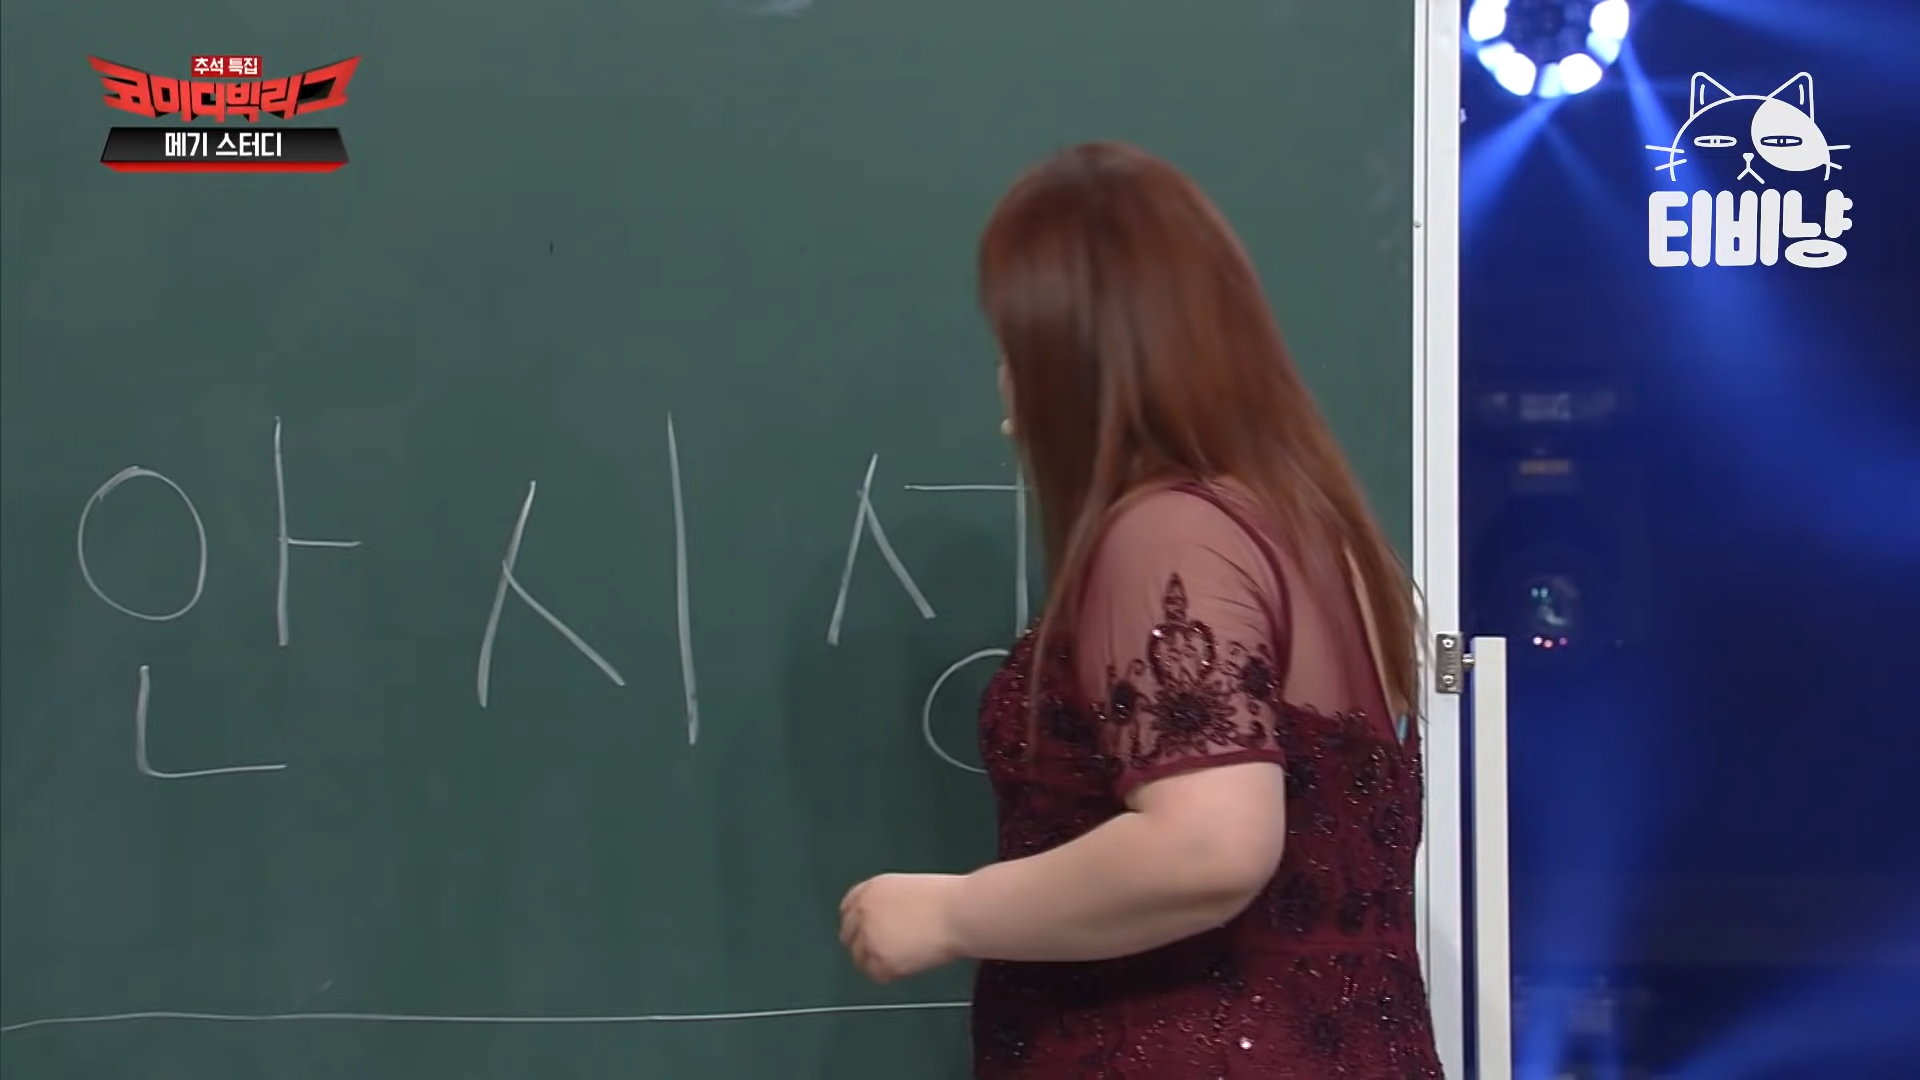 추석 특집
코미디빅리그
메기 스터디
티비냥
안시성